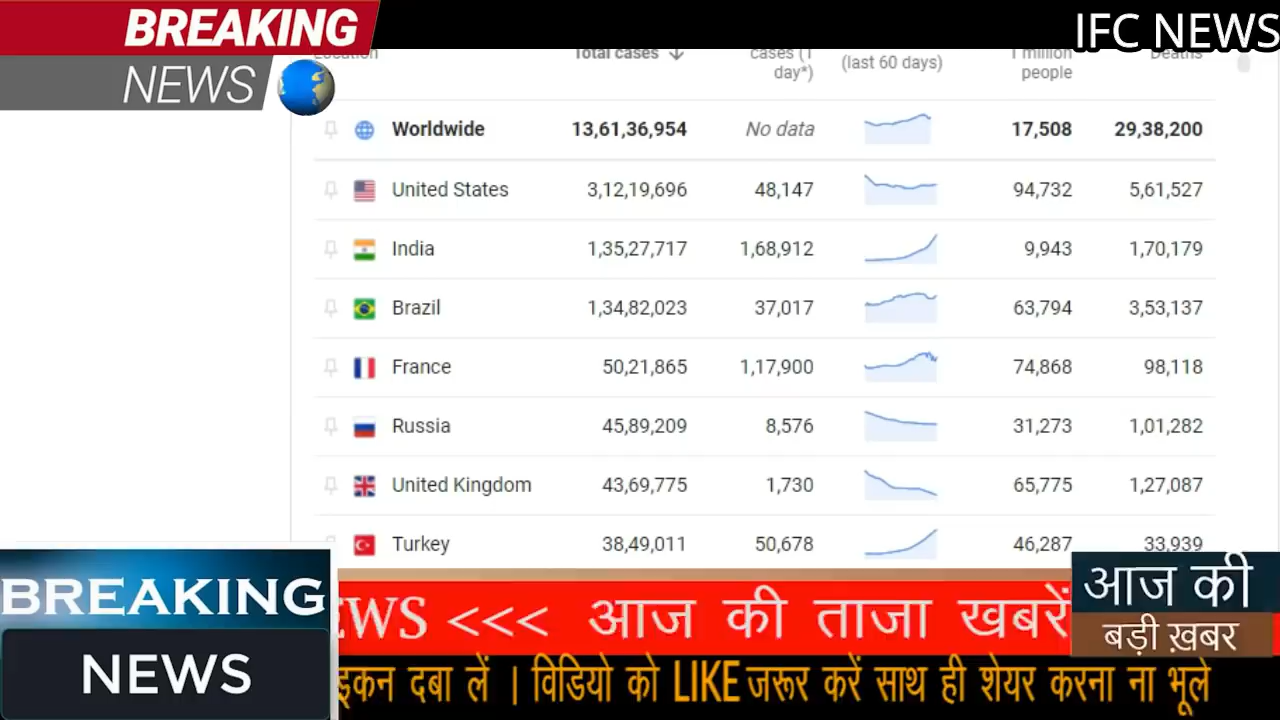 BREAKING
NEWS
IFC NEWS
Location Total cases cases (1 day*) (last 60 days) 1 million people Deaths
Worldwide 13,61,36,954 No data 17,508 29,38,200
United States 3,12,19,696 48,147 94,732 5,61,527
India 1,35,27,717 1,68,912 9,943 1,70,179
Brazil 1,34,82,023 37,017 63,794 3,53,137
France 50,21,865 1,17,900 74,868 98,118
Russia 45,89,209 8,576 31,273 1,01,282
United Kingdom 43,69,775 1,730 65,775 1,27,087
Turkey 38,49,011 50,678 46,287 33,939
BREAKING
NEWS
EWS <<< आज की ताजा खबरें
आज की
बड़ी ख़बर
इकन दबा लें । विडियो को LIKE जरूर करें साथ ही शेयर करना ना भूले